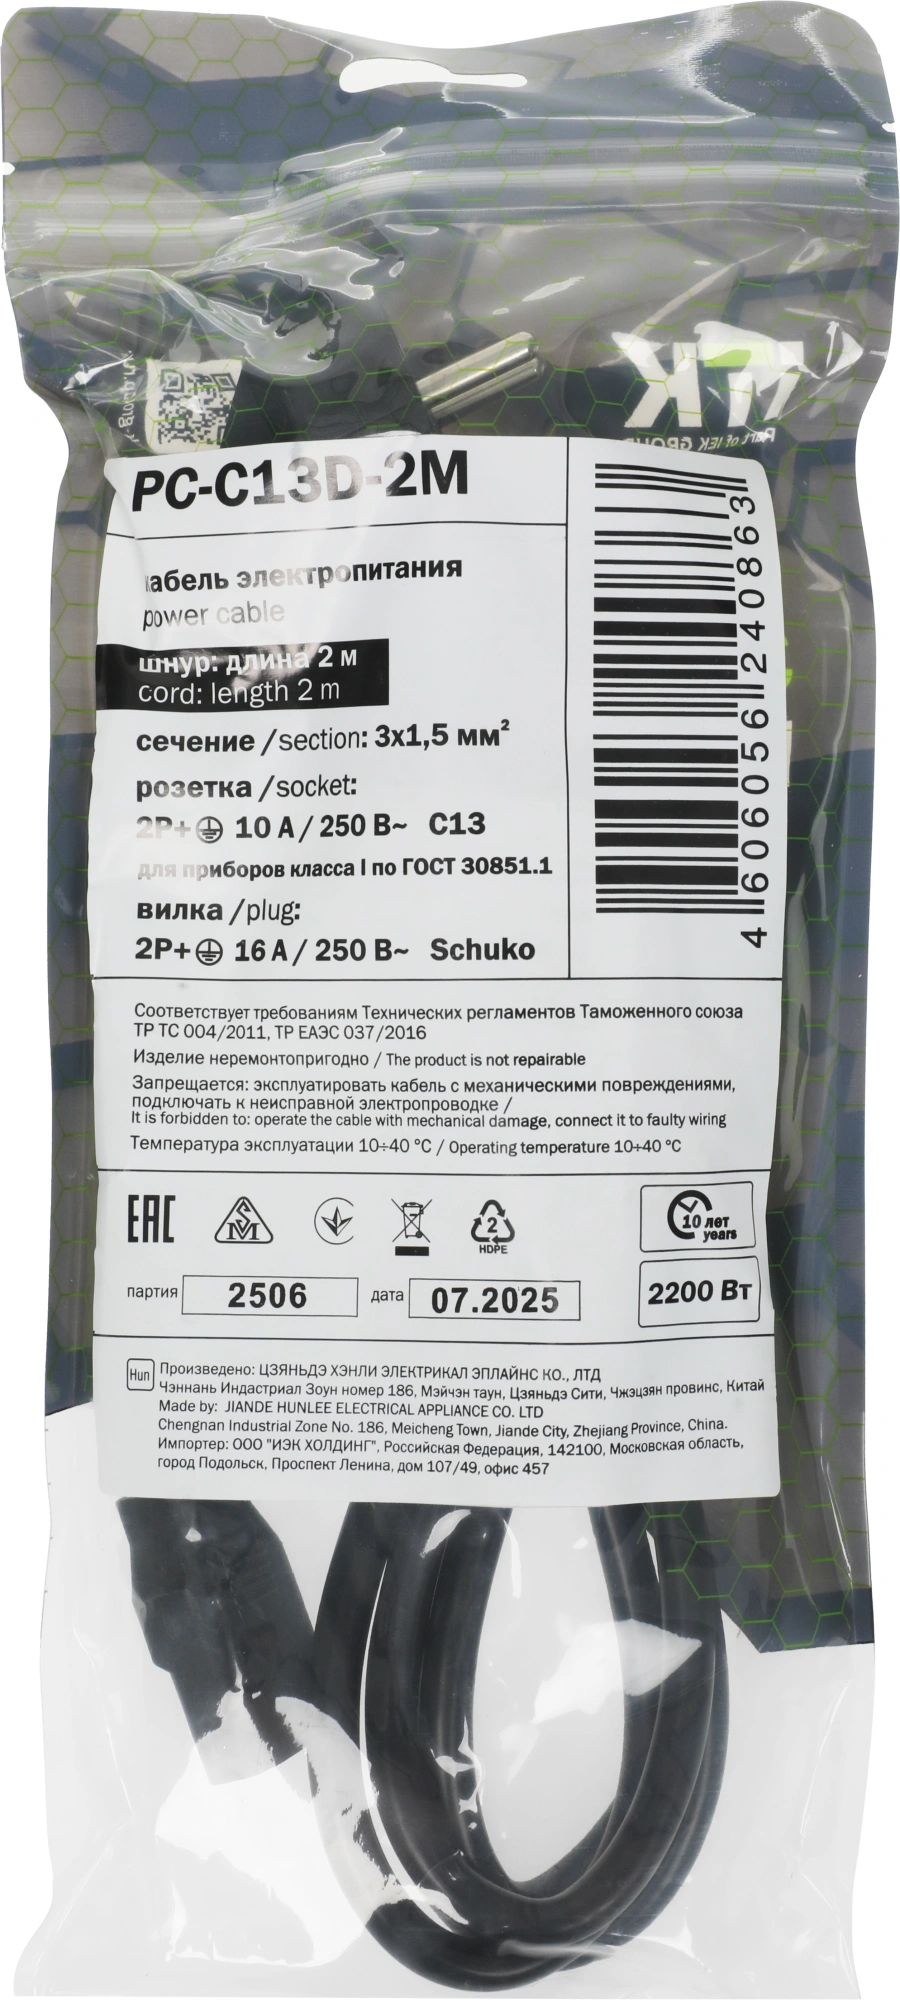 PC-C13D-2M
кабель электропитания
power cable
шнур: длина 2 м
cord: length 2 m
сечение /section: 3x1,5 мм²
розетка /socket:
2P+ 10 A / 250 В~ C13
для приборов класса I по ГОСТ 30851.1
вилка /plug:
2P+ 16 A / 250 В~ Schuko
4 606056 240863
Соответствует требованиям Технических регламентов Таможенного союза
ТР ТС 004/2011, ТР ЕАЭС 037/2016
Изделие неремонтопригодно / The product is not repairable
Запрещается: эксплуатировать кабель с механическими повреждениями,
подключать к неисправной электропроводке /
It is forbidden to: operate the cable with mechanical damage, connect it to faulty wiring
Температура эксплуатации 10÷40 °C / Operating temperature 10÷40 °C
EAC
SM
2
HDPE
10 лет
years
партия 2506 дата 07.2025
2200 Вт
Hun
Произведено: ЦЗЯНЬДЭ ХЭНЛИ ЭЛЕКТРИКАЛ ЭПЛАЙНС КО., ЛТД
Чэннань Индастриал Зоун номер 186, Мэйчэн таун, Цзяньдэ Сити, Чжэцзян провинс, Китай
Made by: JIANDE HUNLEE ELECTRICAL APPLIANCE CO. LTD
Chengnan Industrial Zone No. 186, Meicheng Town, Jiande City, Zhejiang Province, China.
Импортер: ООО "ИЭК ХОЛДИНГ", Российская Федерация, 142100, Московская область,
город Подольск, Проспект Ленина, дом 107/49, офис 457